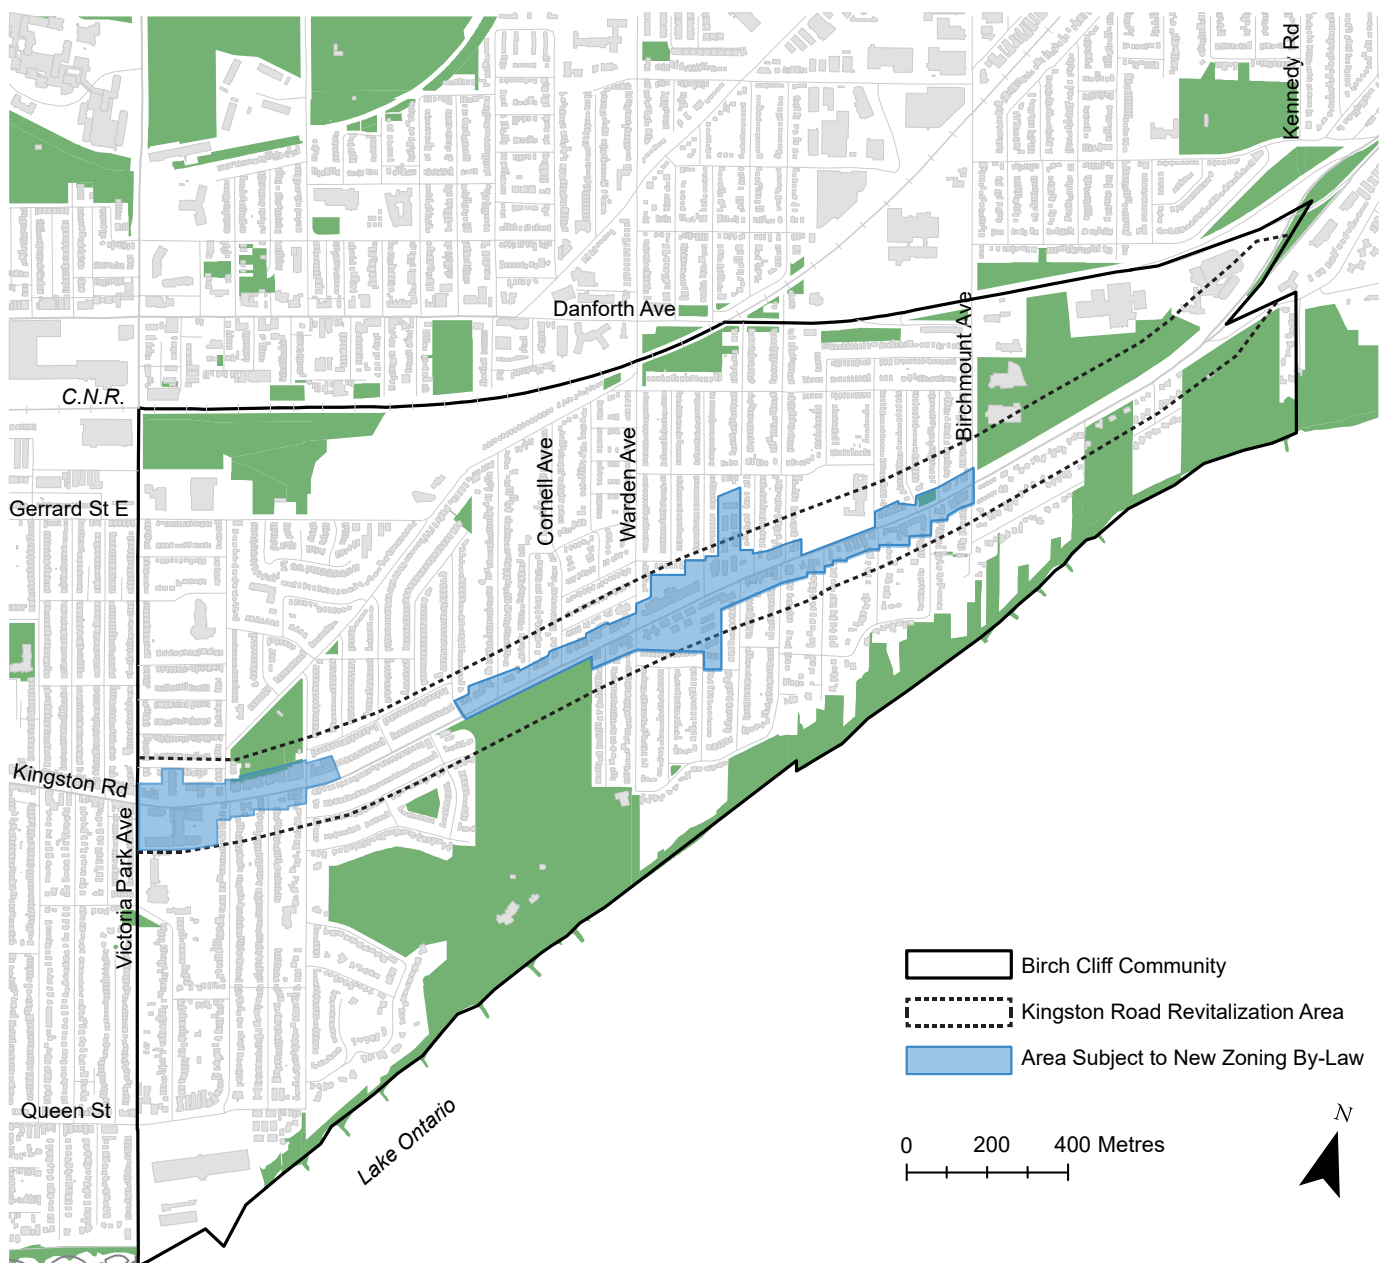 Kennedy Rd
Danforth Ave
Birchmount Ave
C.N.R.
Cornell Ave
Warden Ave
Gerrard St E
Kingston Rd
Victoria Park Ave
Birch Cliff Community
Kingston Road Revitalization Area
Area Subject to New Zoning By-Law
Queen St
Lake Ontario
N
0 200 400 Metres